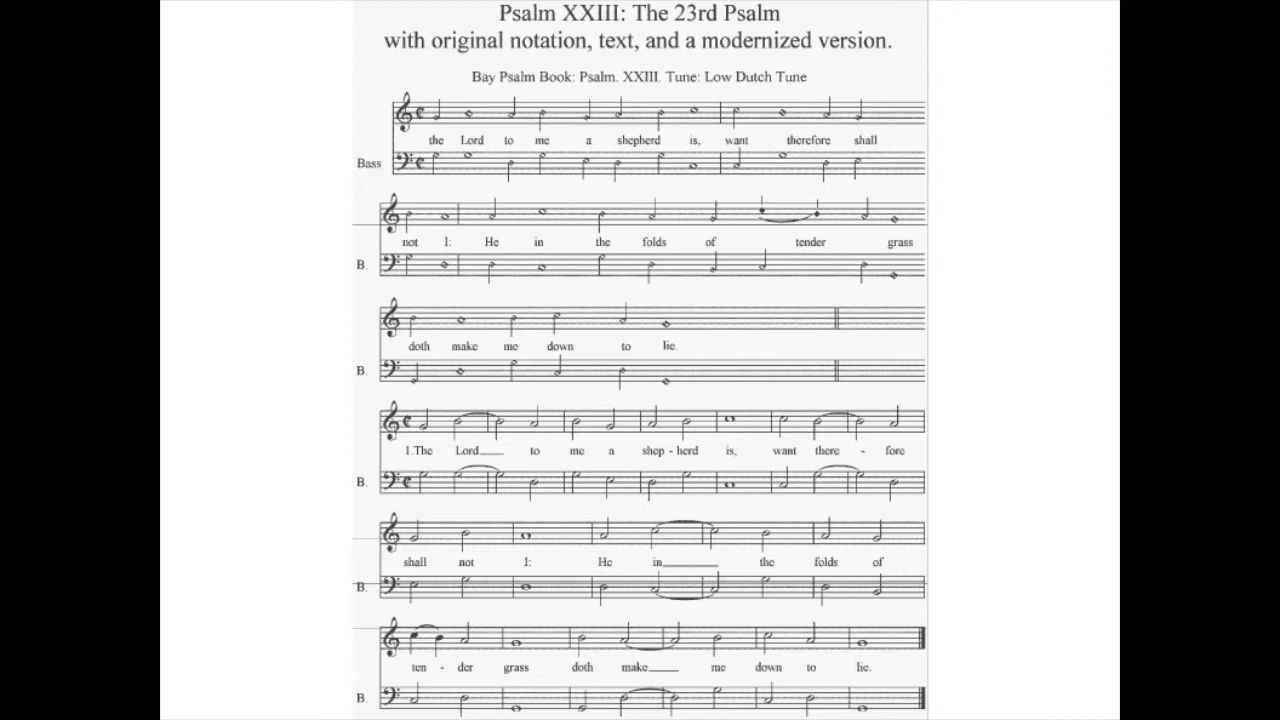 Psalm XXIII: The 23rd Psalm
with original notation, text, and a modernized version.
Bay Psalm Book: Psalm. XXIII. Tune: Low Dutch Tune
the Lord to me a shepherd is, want therefore shall
Bass
not I: He in the folds of tender grass
B.
doth make me down to lie.
B.
1.The Lord____ to me a shep - herd is, want there - fore
B.
shall not I: He in________ the folds of
B.
ten - der grass doth make____ me down to lie.
B.